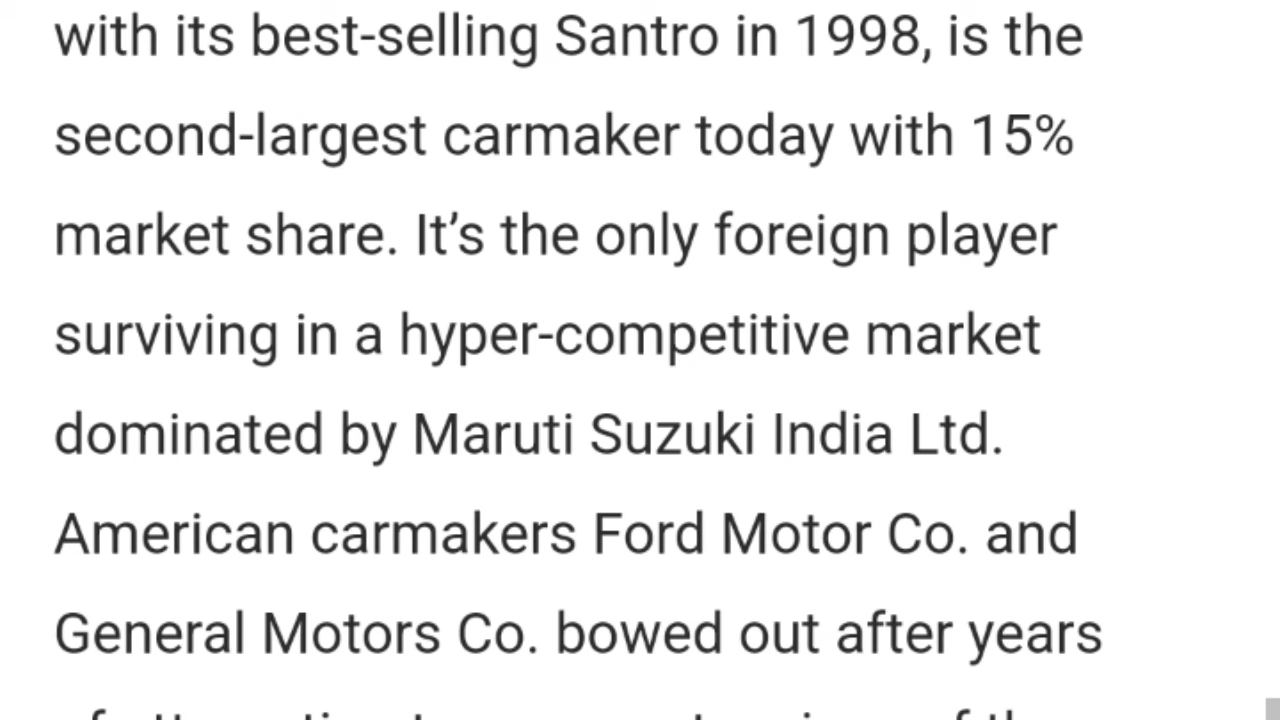 with its best-selling Santro in 1998, is the
second-largest carmaker today with 15%
market share. It’s the only foreign player
surviving in a hyper-competitive market
dominated by Maruti Suzuki India Ltd.
American carmakers Ford Motor Co. and
General Motors Co. bowed out after years